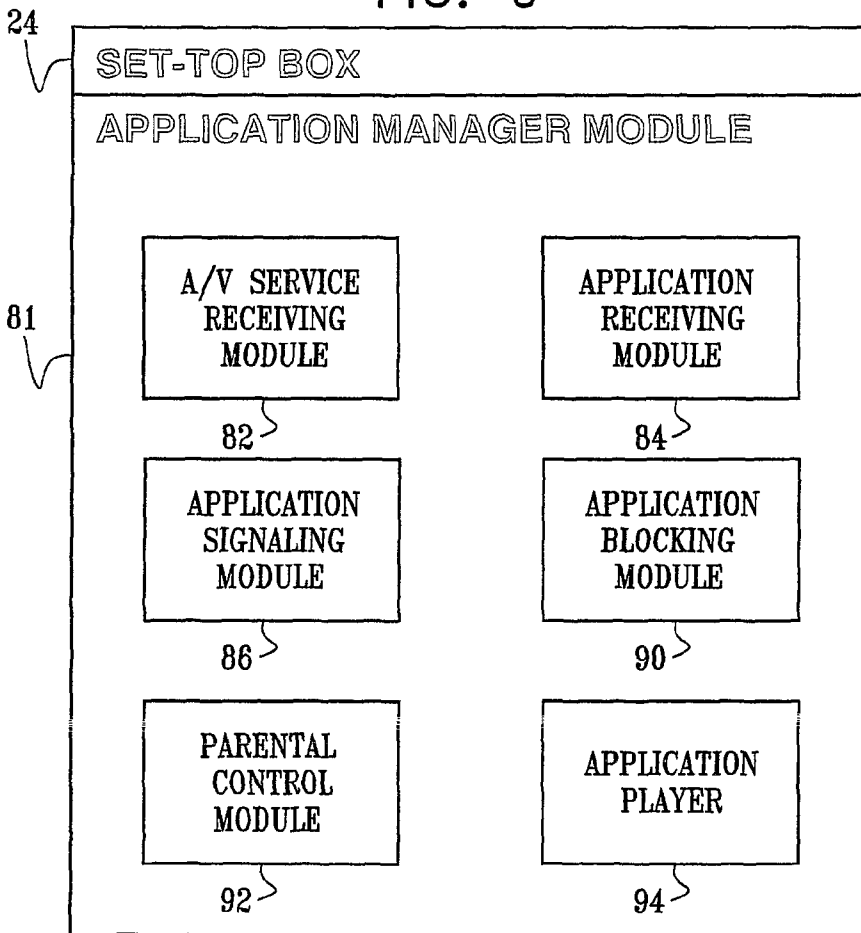 24
SET-TOP BOX
APPLICATION MANAGER MODULE
81
A/V SERVICE
RECEIVING
MODULE
82
APPLICATION
RECEIVING
MODULE
84
APPLICATION
SIGNALING
MODULE
86
APPLICATION
BLOCKING
MODULE
90
PARENTAL
CONTROL
MODULE
92
APPLICATION
PLAYER
94